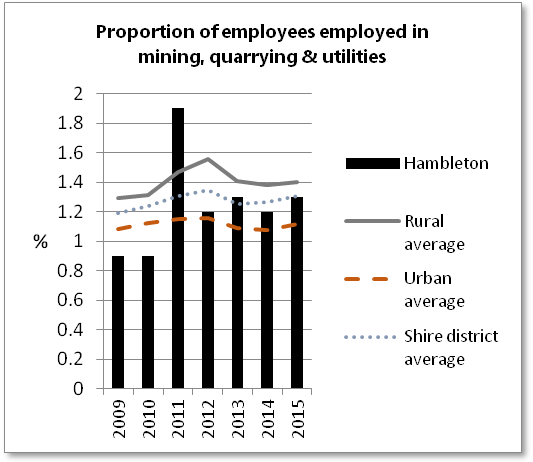 Proportion of employees employed in
mining, quarrying & utilities
2
1.8
1.6
1.4
1.2
1
0.8
0.6
0.4
0.2
0
%
2009
2010
2011
2012
2013
2014
2015
Hambleton
Rural
average
Urban
average
Shire district
average